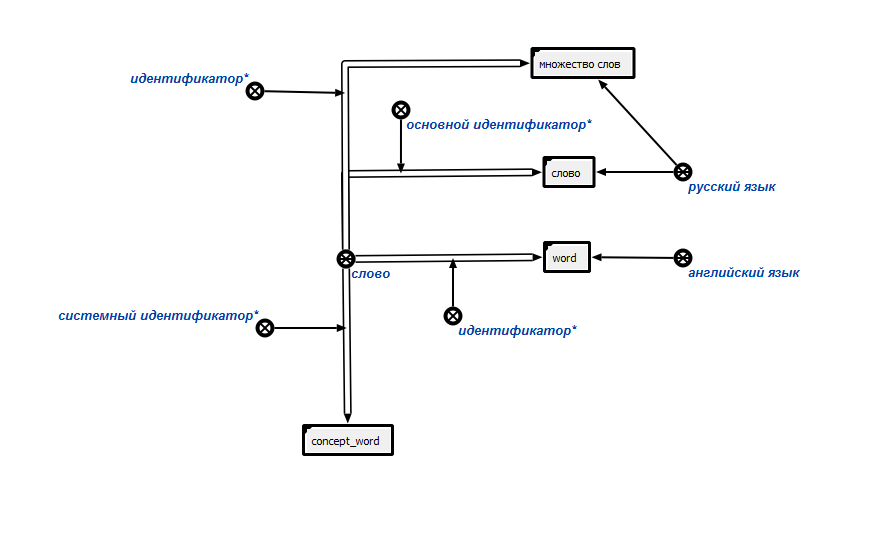 множество слов
идентификатор*
основной идентификатор*
слово
русский язык
word
слово
английский язык
системный идентификатор*
идентификатор*
concept_word